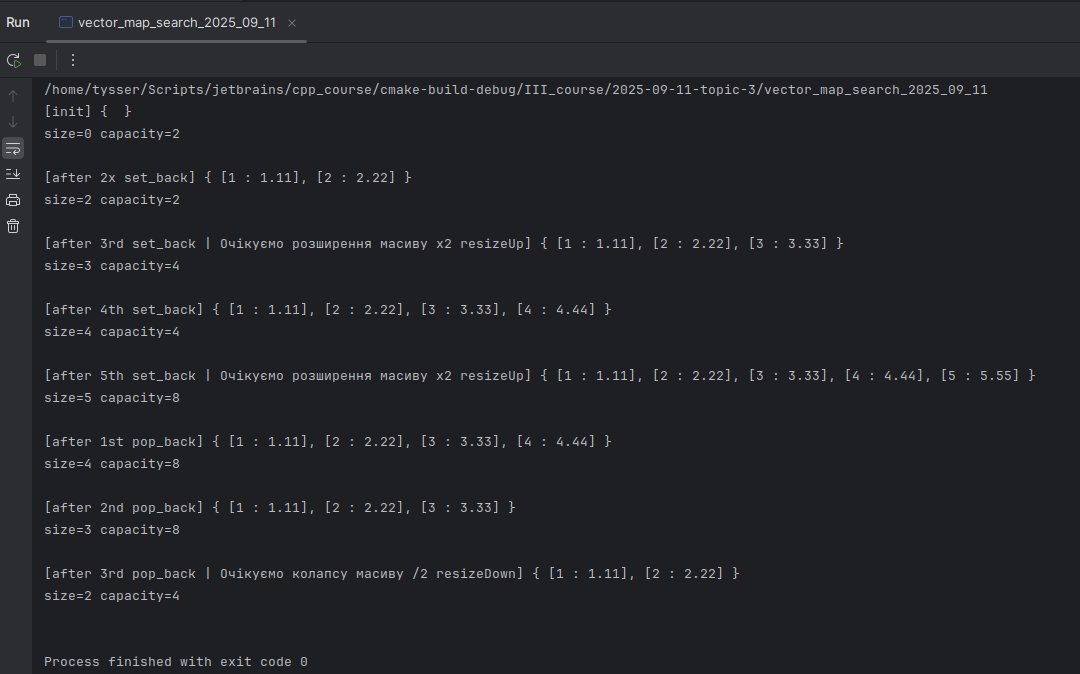 Run
vector_map_search_2025_09_11
/home/tysser/Scripts/jetbrains/cpp_course/cmake-build-debug/III_course/2025-09-11-topic-3/vector_map_search_2025_09_11
[init] {  }
size=0 capacity=2
[after 2x set_back] { [1 : 1.11], [2 : 2.22] }
size=2 capacity=2
[after 3rd set_back | Очікуємо розширення масиву x2 resizeUp] { [1 : 1.11], [2 : 2.22], [3 : 3.33] }
size=3 capacity=4
[after 4th set_back] { [1 : 1.11], [2 : 2.22], [3 : 3.33], [4 : 4.44] }
size=4 capacity=4
[after 5th set_back | Очікуємо розширення масиву x2 resizeUp] { [1 : 1.11], [2 : 2.22], [3 : 3.33], [4 : 4.44], [5 : 5.55] }
size=5 capacity=8
[after 1st pop_back] { [1 : 1.11], [2 : 2.22], [3 : 3.33], [4 : 4.44] }
size=4 capacity=8
[after 2nd pop_back] { [1 : 1.11], [2 : 2.22], [3 : 3.33] }
size=3 capacity=8
[after 3rd pop_back | Очікуємо колапсу масиву /2 resizeDown] { [1 : 1.11], [2 : 2.22] }
size=2 capacity=4
Process finished with exit code 0